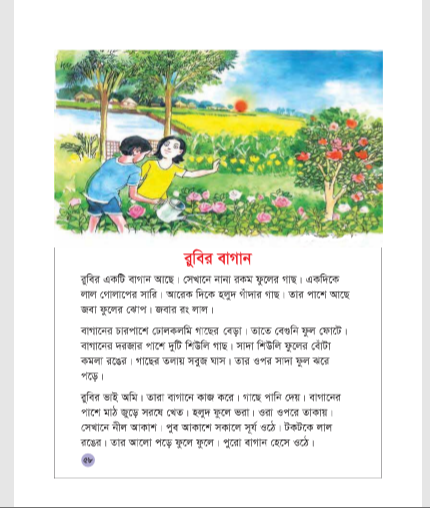 রুবির বাগান
রুবির একটি বাগান আছে। সেখানে নানা রকম ফুলের গাছ। একদিকে
লাল গোলাপের সারি। আরেক দিকে হলুদ গাঁদার গাছ। তার পাশে আছে
জবা ফুলের ঝোপ। জবার রং লাল।
বাগানের চারপাশে ঢোলকলমি গাছের বেড়া। তাতে বেগুনি ফুল ফোটে।
বাগানের দরজার পাশে দুটি শিউলি গাছ। সাদা শিউলি ফুলের বোঁটা
কমলা রঙের। গাছের তলায় সবুজ ঘাস। তার ওপর সাদা ফুল ঝরে
পড়ে।
রুবির ভাই অমি। তারা বাগানে কাজ করে। গাছে পানি দেয়। বাগানের
পাশে মাঠ জুড়ে সরষে খেত। হলুদ ফুলে ভরা। ওরা ওপরে তাকায়।
সেখানে নীল আকাশ। পুব আকাশে সকালে সূর্য ওঠে। টকটকে লাল
রঙের। তার আলো পড়ে ফুলে ফুলে। পুরো বাগান হেসে ওঠে।
৫৮